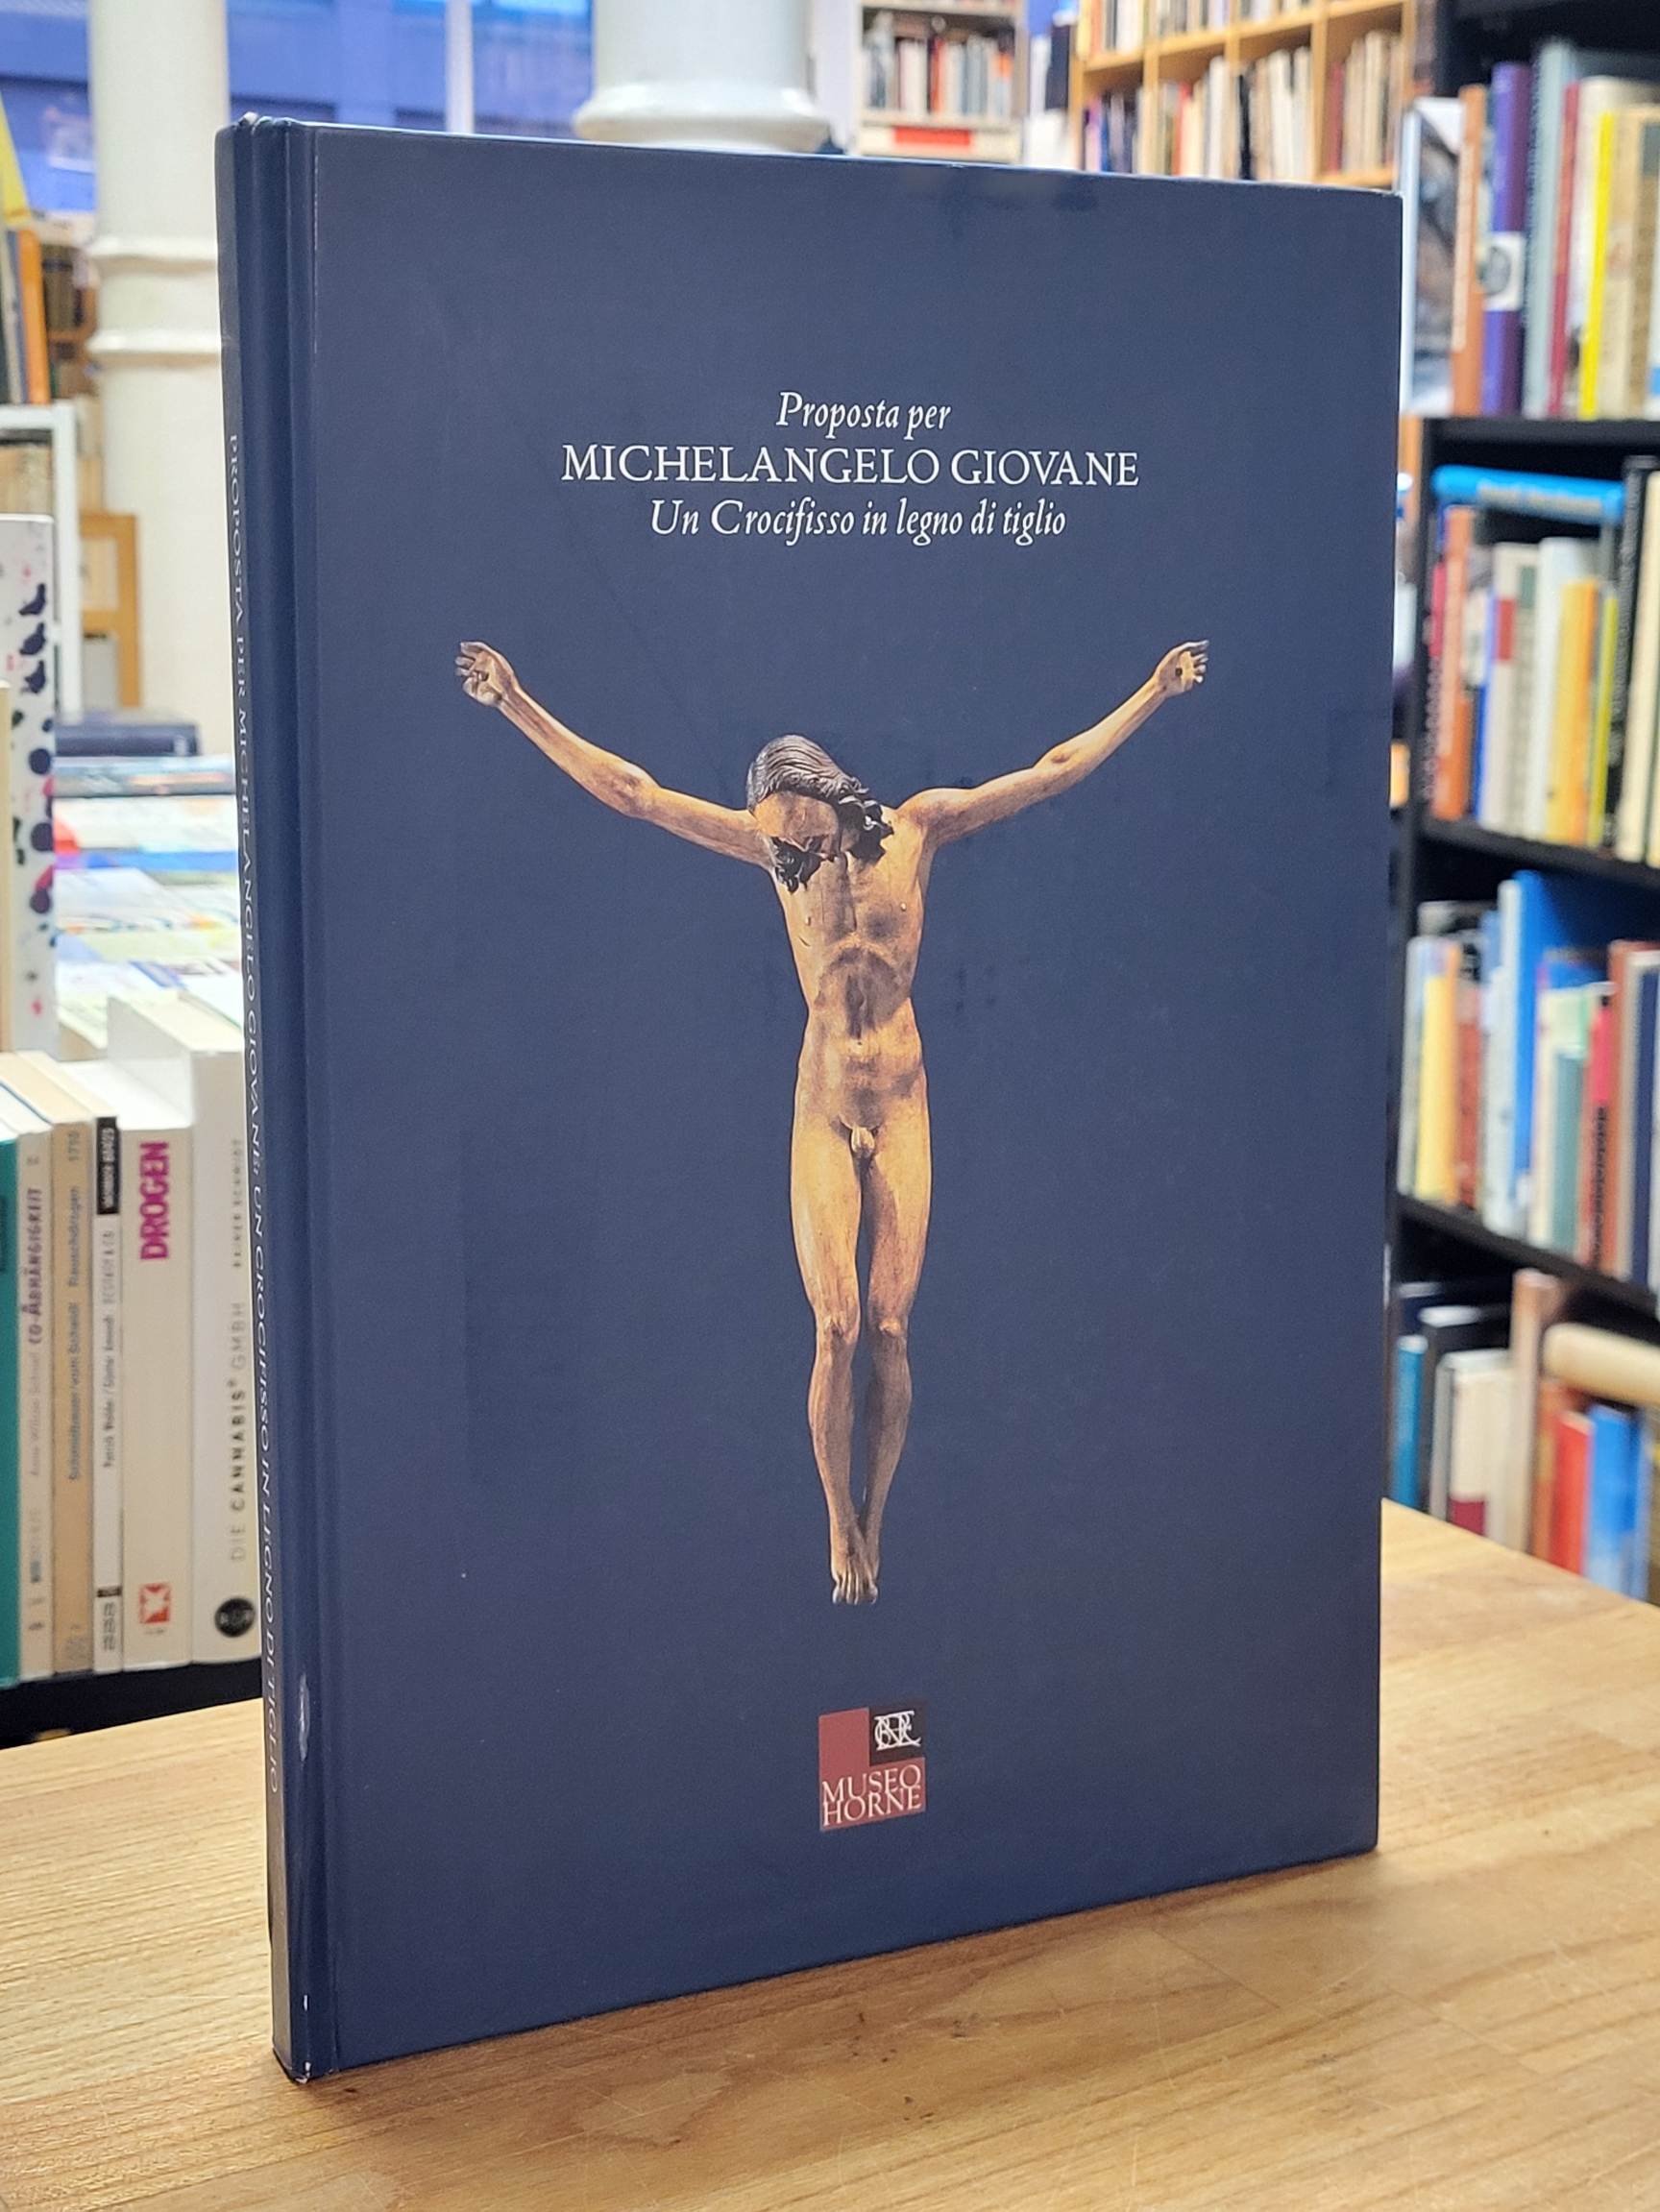 Proposta per
MICHELANGELO GIOVANE
Un Crocifisso in legno di tiglio
MUSEO
HORNE
PROPOSTA PER MICHELANGELO GIOVANE UN CROCIFISSO IN LEGNO DI TIGLIO
CO-ABHÄNGIGKEIT
Rauschdrogen
DROGEN
DIE CANNABIS GMBH